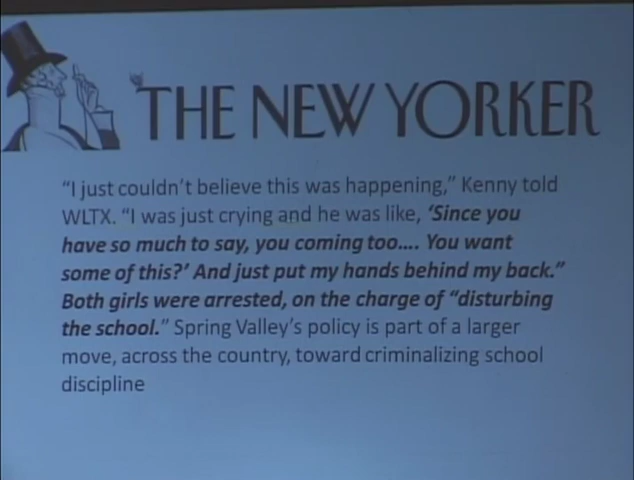 THE NEW YORKER
“I just couldn’t believe this was happening,” Kenny told
WLTX. “I was just crying and he was like, ‘Since you
have so much to say, you coming too.... You want
some of this?’ And just put my hands behind my back.”
Both girls were arrested, on the charge of “disturbing
the school.” Spring Valley’s policy is part of a larger
move, across the country, toward criminalizing school
discipline